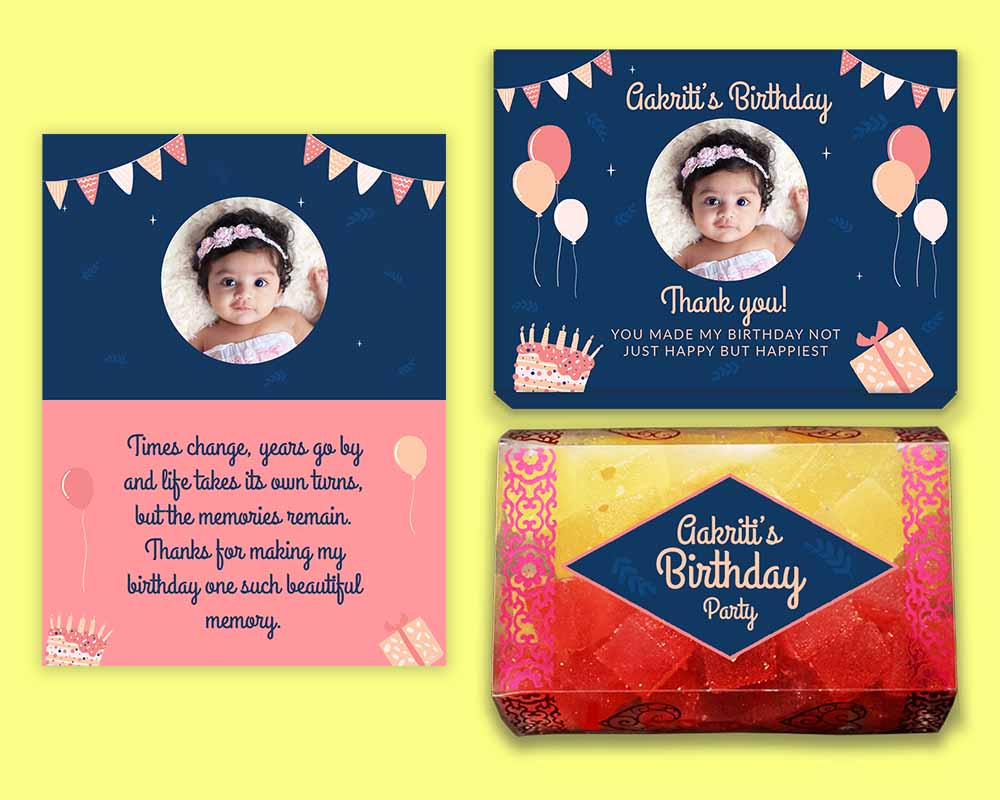 Times change, years go by
and life takes its own turns,
but the memories remain.
Thanks for making my
birthday one such beautiful
memory.
Aakriti's Birthday
Thank you!
YOU MADE MY BIRTHDAY NOT
JUST HAPPY BUT HAPPIEST
Aakriti's
Birthday
Party